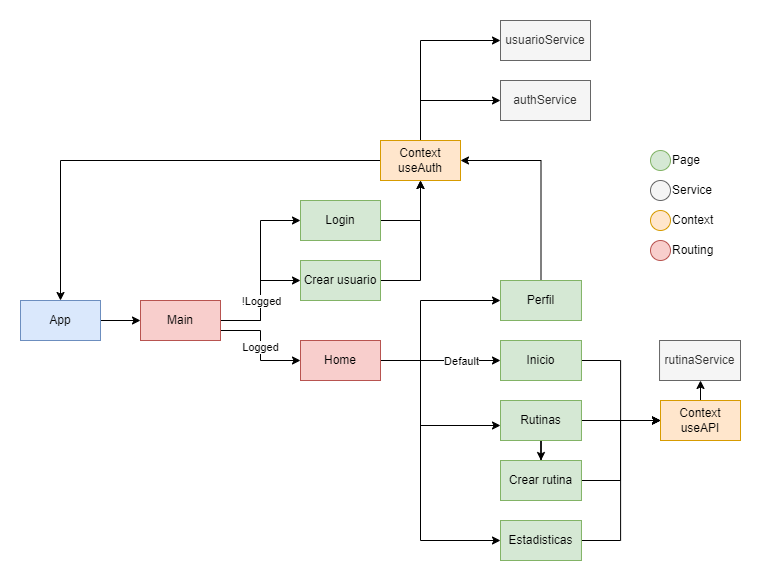 usuarioService
authService
Context
useAuth
Page
Service
Context
Routing
Login
Crear usuario
!Logged
App
Main
Logged
Home
Perfil
Default
Inicio
rutinaService
Rutinas
Context
useAPI
Crear rutina
Estadisticas